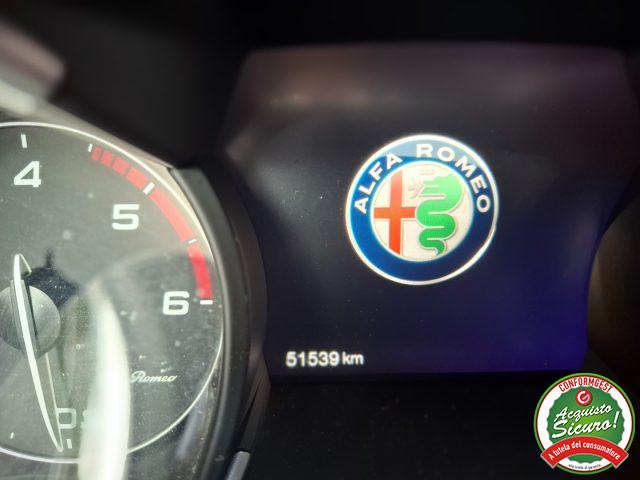 4
5
6
Romeo
ALFA ROMEO
51539 km
CONFORMGEST
Acquisto
Sicuro!
A tutela del consumatore